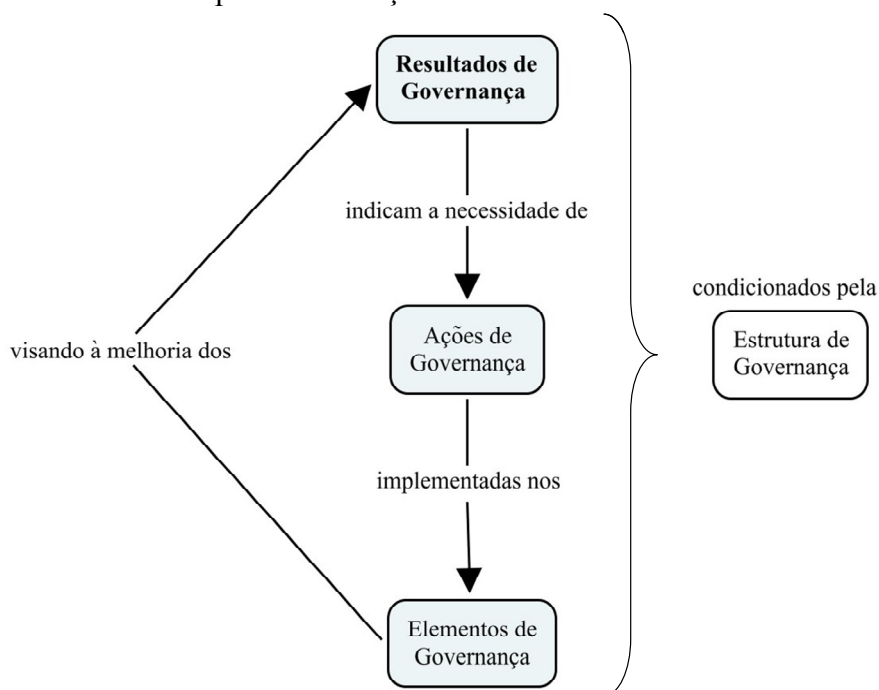 Resultados de
Governança
indicam a necessidade de
Ações de
Governança
visando à melhoria dos
implementadas nos
Elementos de
Governança
condicionados pela
Estrutura de
Governança